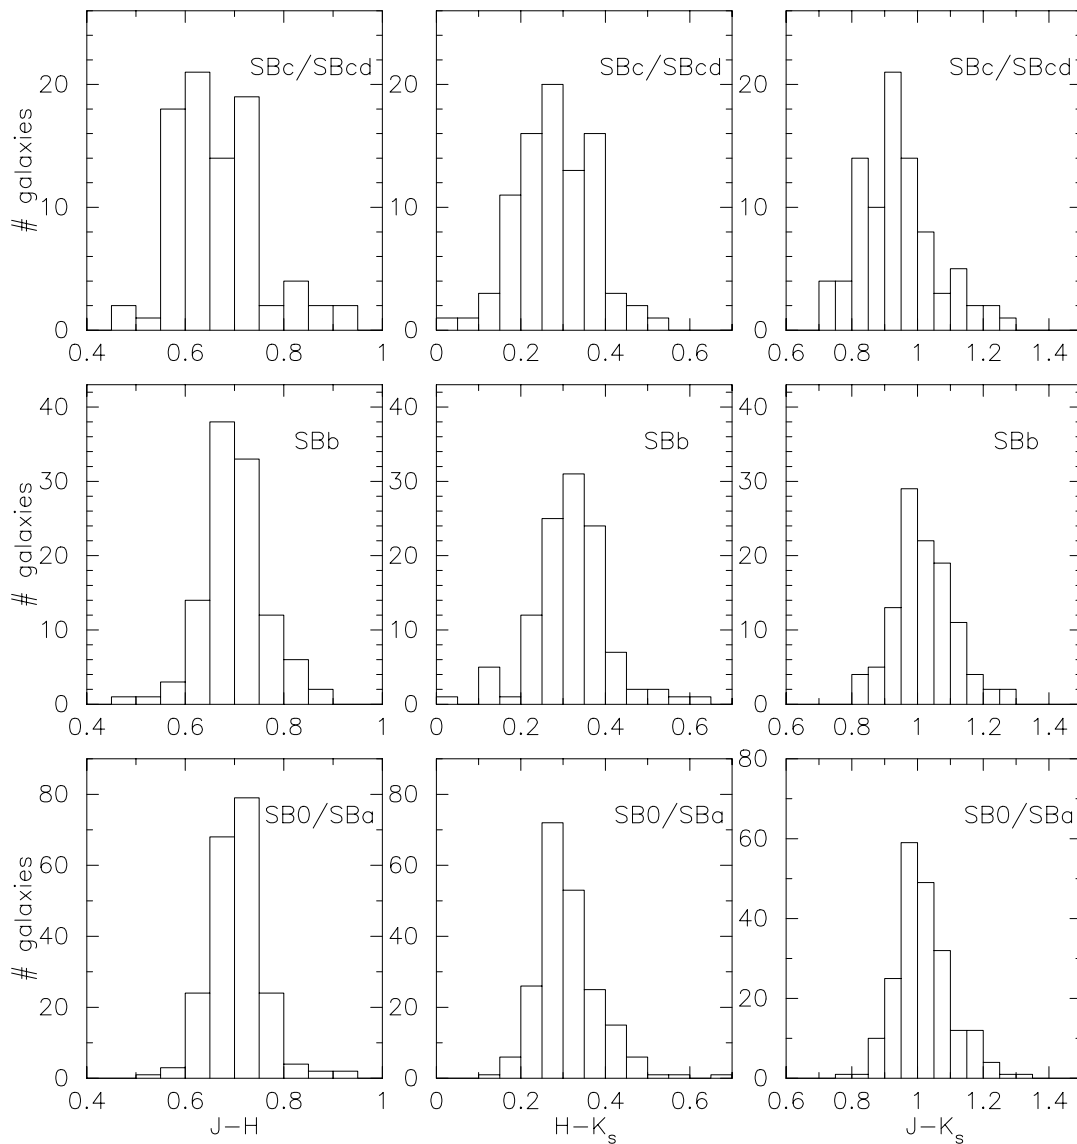 SBc/SBcd SBc/SBcd SBc/SBcd
20 20 20
# galaxies
10 10 10
0 0 0
0.4 0.6 0.8 1 0 0.2 0.4 0.6 0.6 0.8 1 1.2 1.4
40 40 40
SBb SBb SBb
30 30 30
# galaxies
20 20 20
10 10 10
0 0 0
0.4 0.6 0.8 1 0 0.2 0.4 0.6 0.6 0.8 1 1.2 1.4
80 80 80
SB0/SBa SB0/SBa SB0/SBa
60 60 60
# galaxies
40 40 40
20 20 20
0 0 0
0.4 0.6 0.8 1 0 0.2 0.4 0.6 0.6 0.8 1 1.2 1.4
J-H H-Ks J-Ks